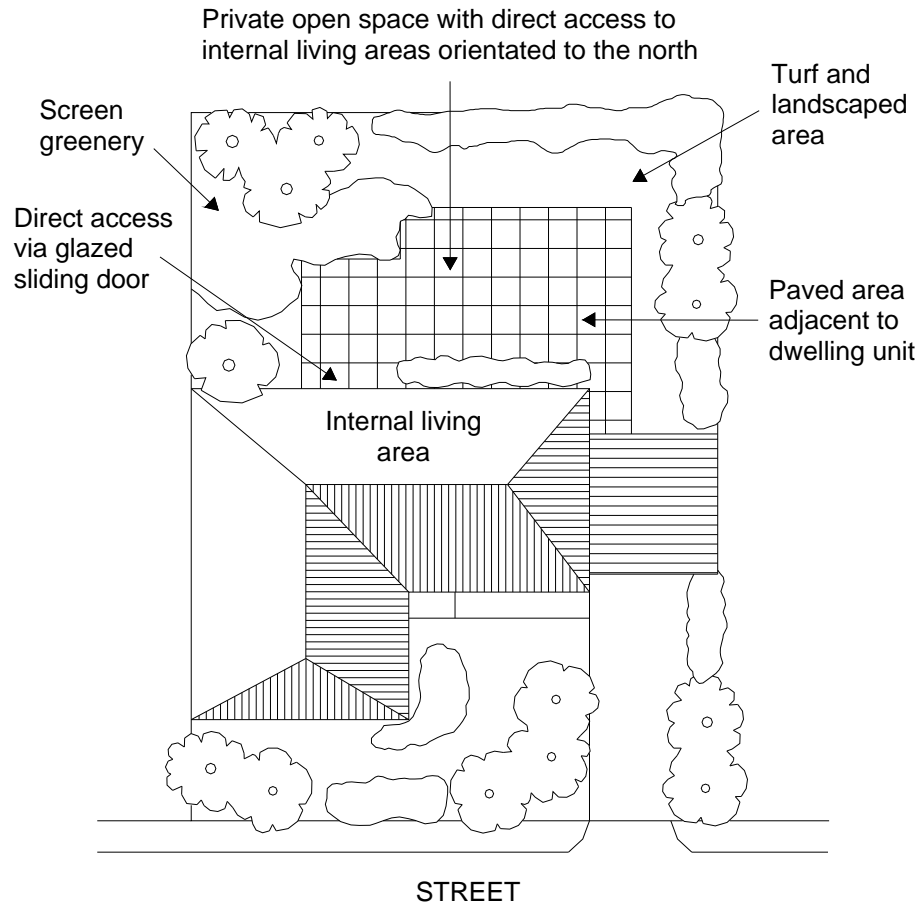 Private open space with direct access to
internal living areas orientated to the north
Turf and
landscaped
area
Screen
greenery
Direct access
via glazed
sliding door
Paved area
adjacent to
dwelling unit
Internal living
area
STREET